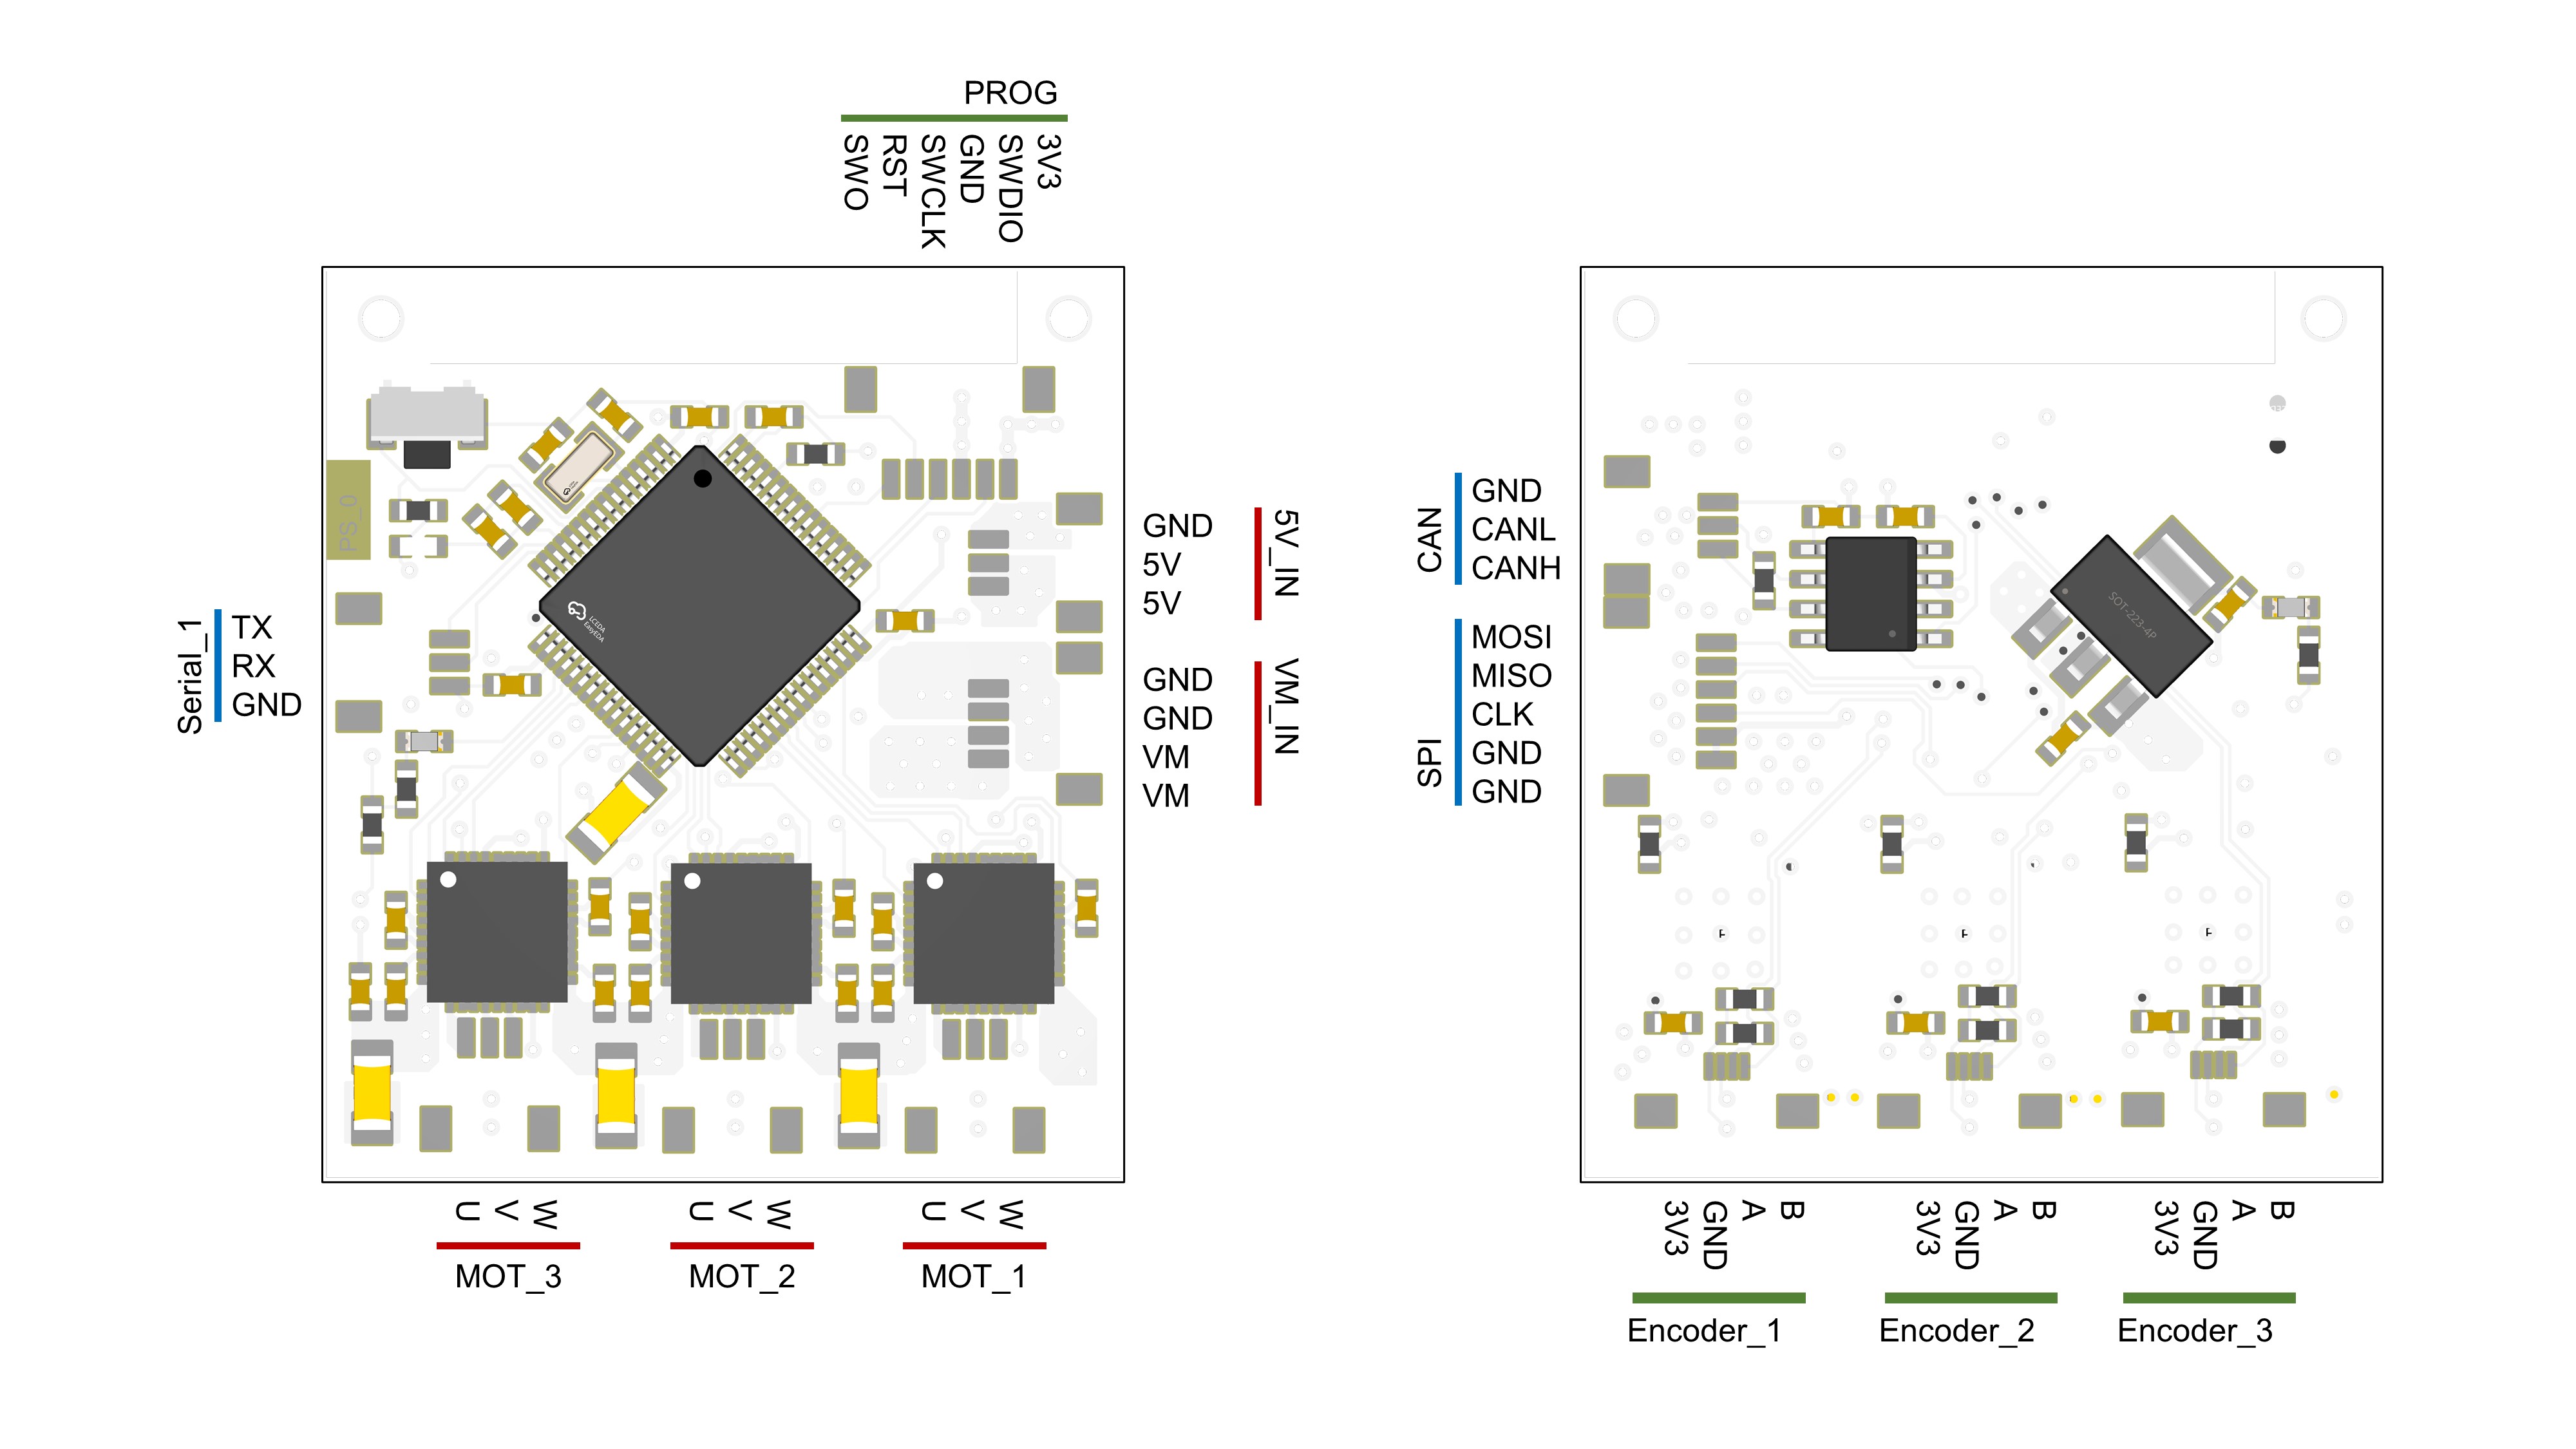 PROG
SWO
RST
SWCLK
GND
SWDIO
3V3
PS_0
LCEDA
EasyEDA
Serial_1
TX
RX
GND
GND
5V
5V
5V_IN
GND
GND
VM
VM
VM_IN
U
V
W
MOT_3
U
V
W
MOT_2
U
V
W
MOT_1
CAN
GND
CANL
CANH
SPI
MOSI
MISO
CLK
GND
GND
SOT-223-4P
3V3
GND
A
B
Encoder_1
3V3
GND
A
B
Encoder_2
3V3
GND
A
B
Encoder_3